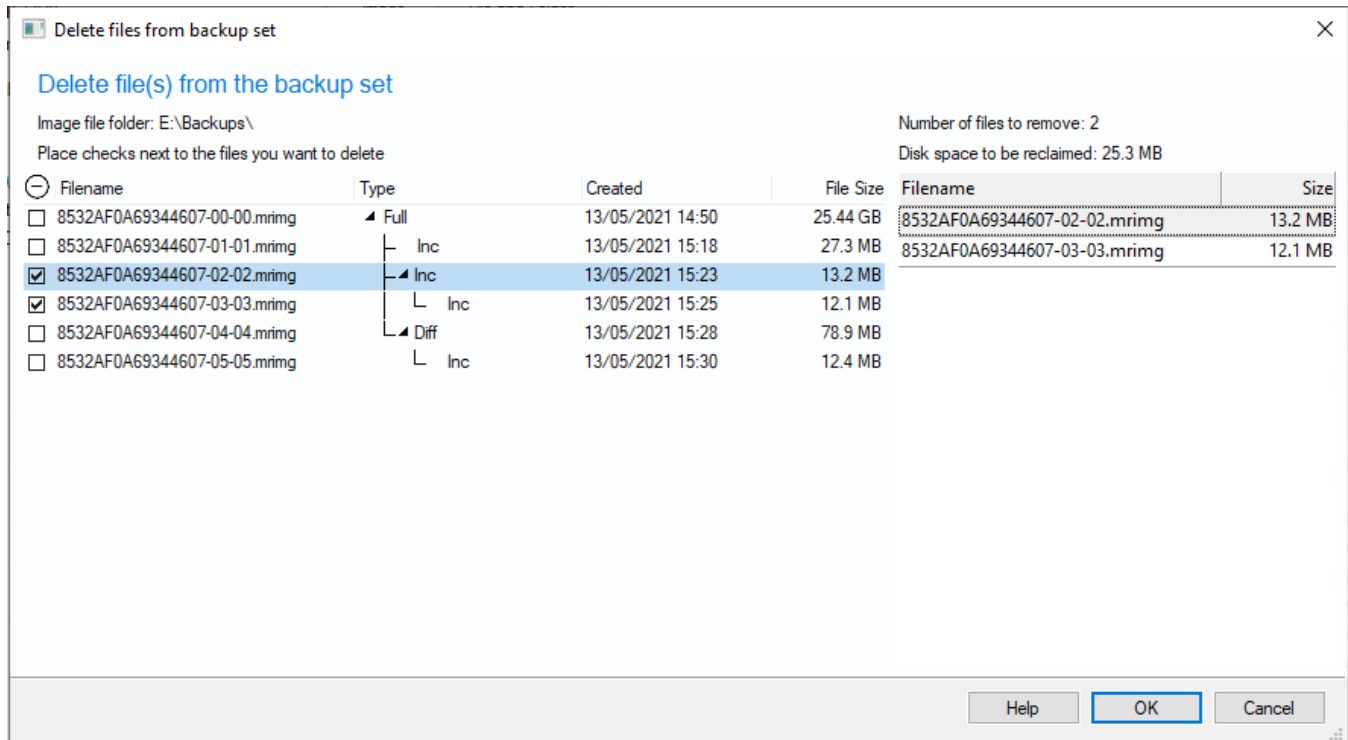 Delete files from backup set
Delete file(s) from the backup set
Image file folder: E:\Backups\
Number of files to remove: 2
Place checks next to the files you want to delete
Disk space to be reclaimed: 25.3 MB
Filename Type Created File Size
8532AF0A69344607-00-00.mrimg Full 13/05/2021 14:50 25.44 GB
8532AF0A69344607-01-01.mrimg Inc 13/05/2021 15:18 27.3 MB
8532AF0A69344607-02-02.mrimg Inc 13/05/2021 15:23 13.2 MB
8532AF0A69344607-03-03.mrimg Inc 13/05/2021 15:25 12.1 MB
8532AF0A69344607-04-04.mrimg Diff 13/05/2021 15:28 78.9 MB
8532AF0A69344607-05-05.mrimg Inc 13/05/2021 15:30 12.4 MB
Filename Size
8532AF0A69344607-02-02.mrimg 13.2 MB
8532AF0A69344607-03-03.mrimg 12.1 MB
Help OK Cancel